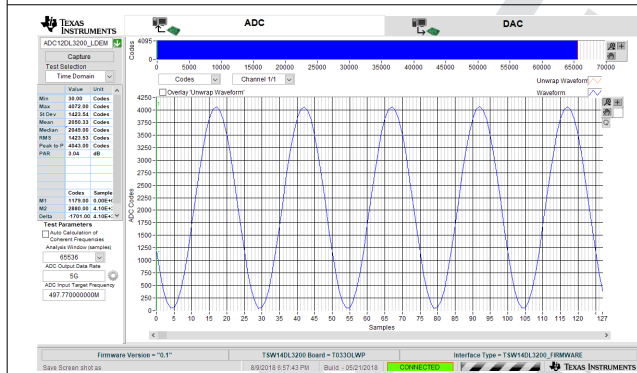 TEXAS INSTRUMENTS
ADC
DAC
ADC12DL3200_LDEM
Capture
Test Selection
Time Domain
Value Unit
Min 30.00 Codes
Max 4072.00 Codes
St Dev 1423.54 Codes
Mean 2050.33 Codes
Median 2049.00 Codes
RMS 1423.53 Codes
Peak to P 4043.00 Codes
PAR 3.04 dB
Codes Sample
M1 1179.00 0.00E+(
M2 2880.00 4.10E+:
Delta -1701.00 4.10E+:
Test Parameters
Auto Calculation of
Coherent Frequencies
Analysis Window (samples)
65536
ADC Output Data Rate
5G
ADC Input Target Frequency
497.770000000M
Codes
4095
0
0 5000 10000 15000 20000 25000 30000 35000 40000 45000 50000 55000 60000 65000 70000
Codes
Channel 1/1
Unwrap Waveform
Overlay 'Unwrap Waveform'
Waveform
ADC Codes
4250
4000
3750
3500
3250
3000
2750
2500
2250
2000
1750
1500
1250
1000
750
500
250
0
0 5 10 15 20 25 30 35 40 45 50 55 60 65 70 75 80 85 90 95 100 105 110 115 120 127
Samples
Firmware Version = "0.1"
TSW14DL3200 Board = T033OLWP
Interface Type = TSW14DL3200_FIRMWARE
Save Screen shot as
8/9/2018 6:57:43 PM
Build - 05/21/2018
CONNECTED
TEXAS INSTRUMENTS